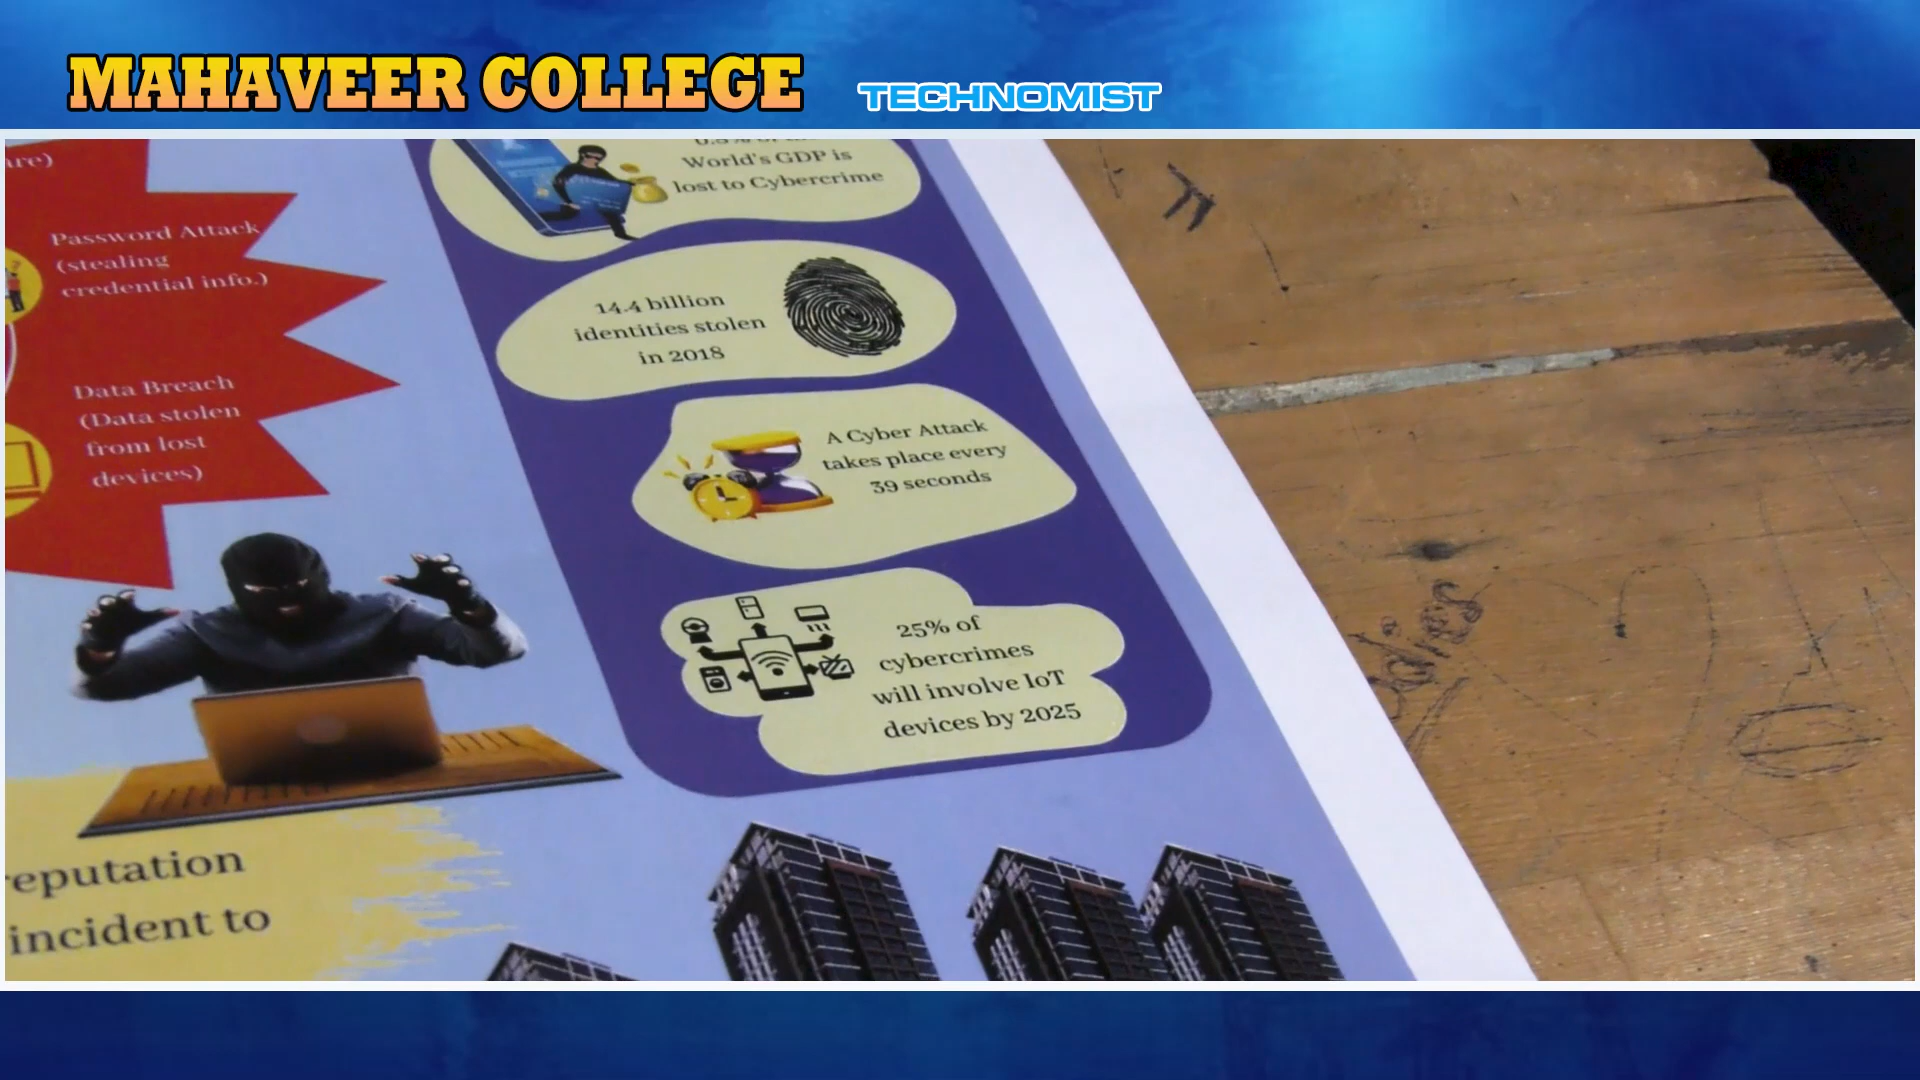 MAHAVEER COLLEGE
TECHNOMIST
World's GDP is
lost to Cybercrime
Password Attack
(stealing
credential info.)
14.4 billion
identities stolen
in 2018
Data Breach
(Data stolen
from lost
devices)
A Cyber Attack
takes place every
39 seconds
25% of
cybercrimes
will involve IoT
devices by 2025
reputation
incident to